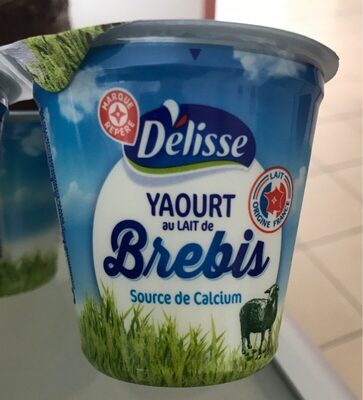 MARQUE
REPÈRE
Délisse
YAOURT
au LAIT de
Brebis
Source de Calcium
LAIT
ORIGINE FRANCE